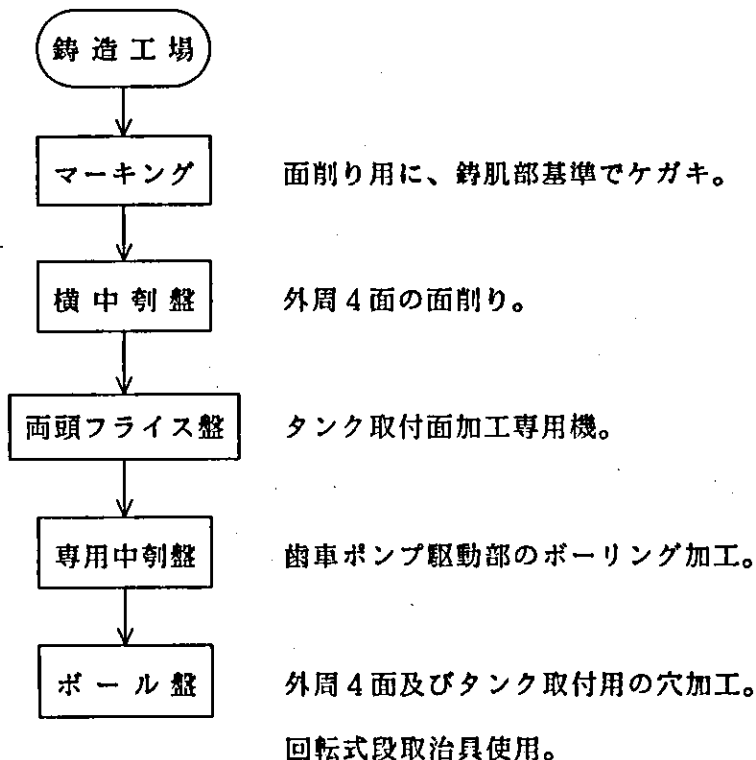 鋳造工場
マーキング 面削り用に、鋳肌部基準でケガキ。
横中刳盤 外周4面の面削り。
両頭フライス盤 タンク取付面加工専用機。
専用中刳盤 歯車ポンプ駆動部のボーリング加工。
ボール盤 外周4面及びタンク取付用の穴加工。
回転式段取治具使用。